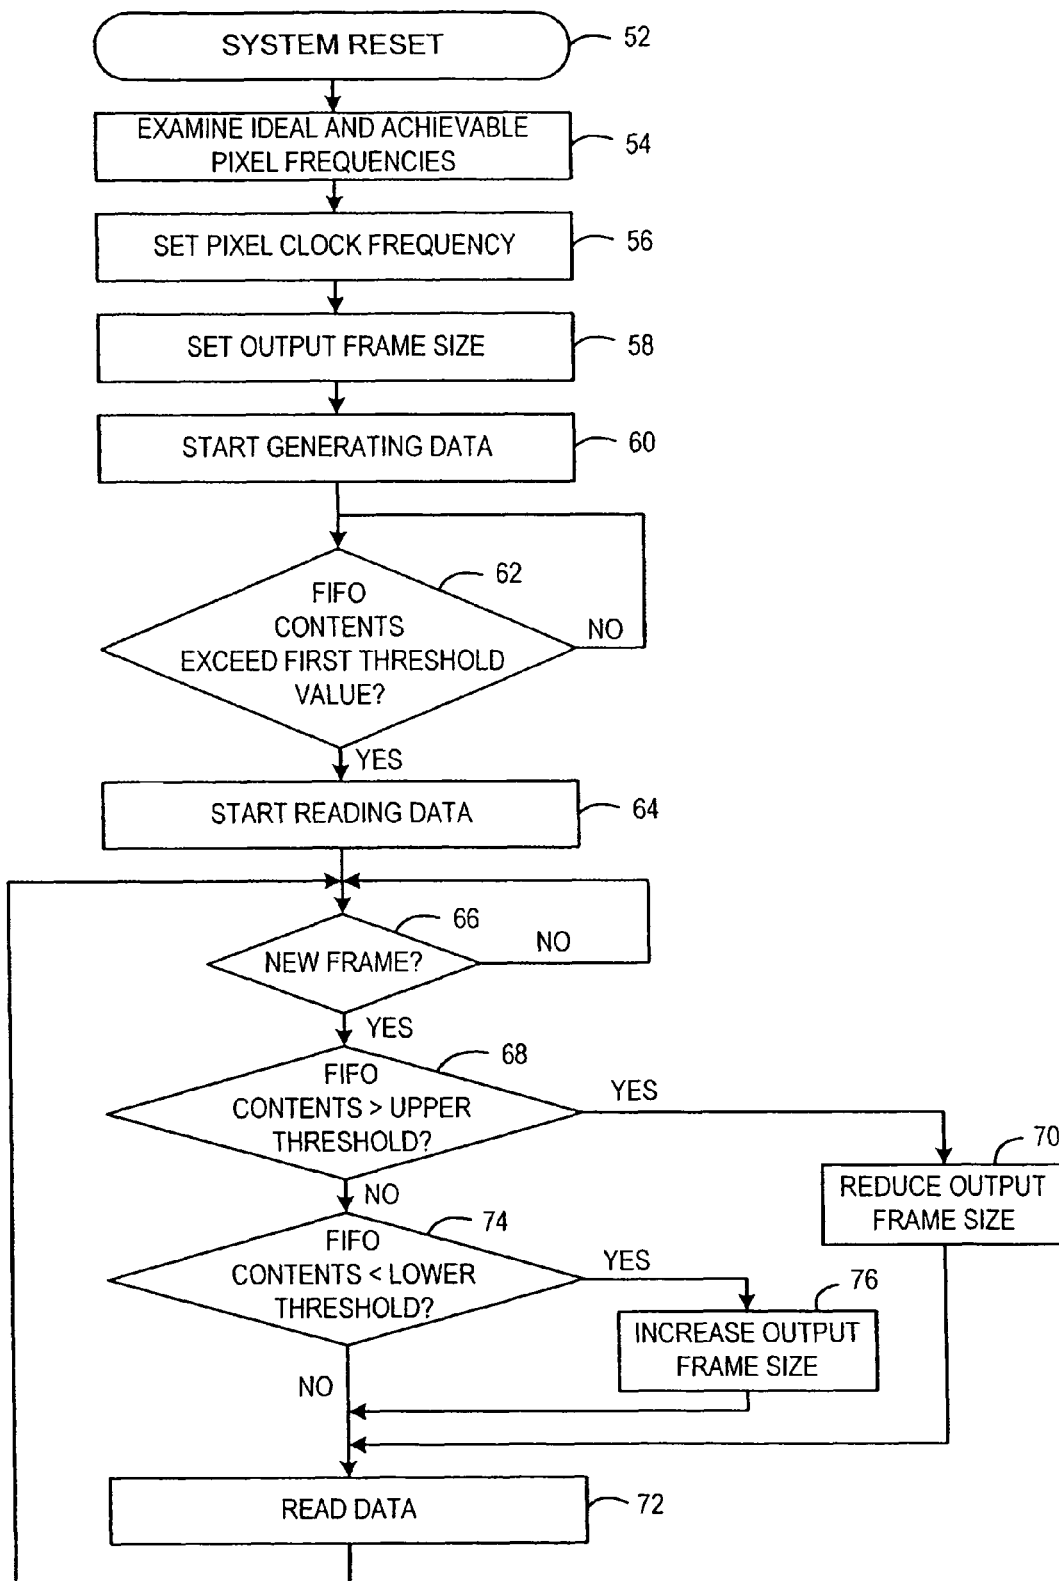 SYSTEM RESET
52
EXAMINE IDEAL AND ACHIEVABLE
PIXEL FREQUENCIES
54
SET PIXEL CLOCK FREQUENCY
56
SET OUTPUT FRAME SIZE
58
START GENERATING DATA
60
62
FIFO
CONTENTS
EXCEED FIRST THRESHOLD
VALUE?
NO
YES
START READING DATA
64
66
NEW FRAME?
NO
YES
68
FIFO
CONTENTS > UPPER
THRESHOLD?
YES
NO
70
REDUCE OUTPUT
FRAME SIZE
74
FIFO
CONTENTS < LOWER
THRESHOLD?
YES
NO
76
INCREASE OUTPUT
FRAME SIZE
READ DATA
72